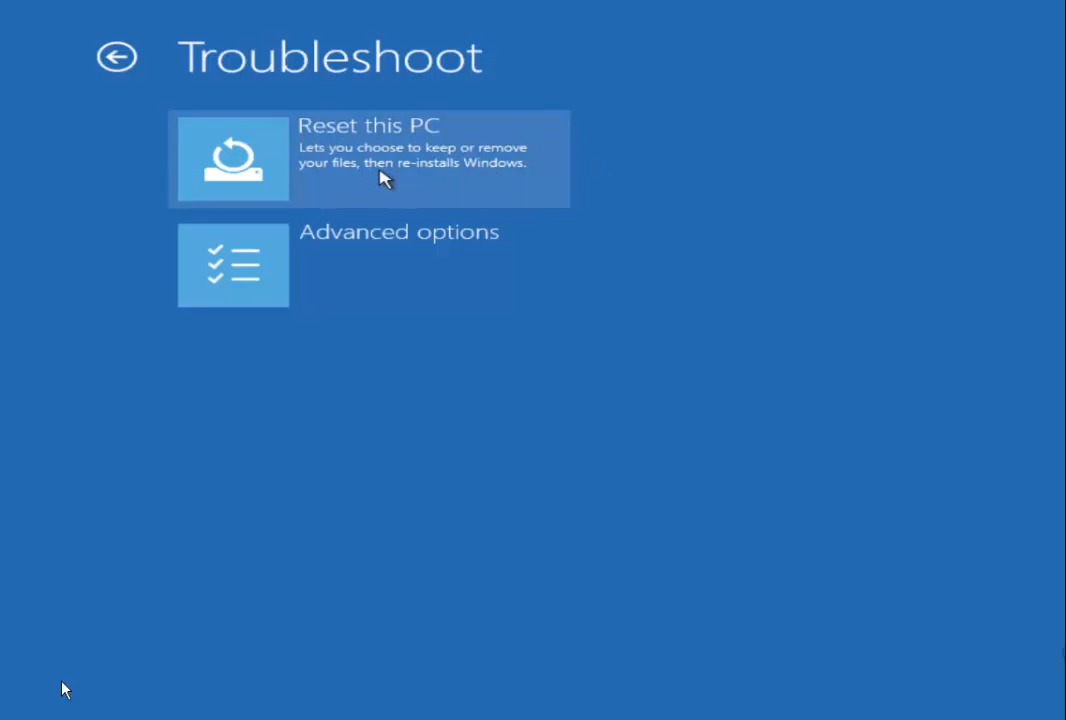 Troubleshoot
Reset this PC
Lets you choose to keep or remove
your files, then re-installs Windows.
Advanced options